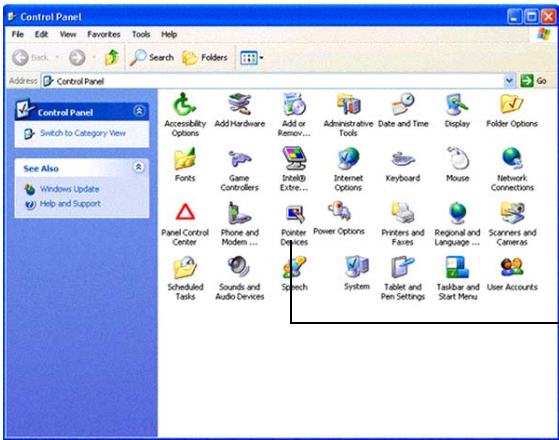 Control Panel
File Edit View Favorites Tools Help
Back Search Folders
Address Control Panel Go
Control Panel
Switch to Category View
See Also
Windows Update
Help and Support
Accessibility Options
Add Hardware
Add or Remov...
Administrative Tools
Date and Time
Display
Folder Options
Fonts
Game Controllers
Intel® Extre...
Internet Options
Keyboard
Mouse
Network Connections
Panel Control Center
Phone and Modem ...
Pointer Devices
Power Options
Printers and Faxes
Regional and Language ...
Scanners and Cameras
Scheduled Tasks
Sounds and Audio Devices
Speech
System
Tablet and Pen Settings
Taskbar and Start Menu
User Accounts